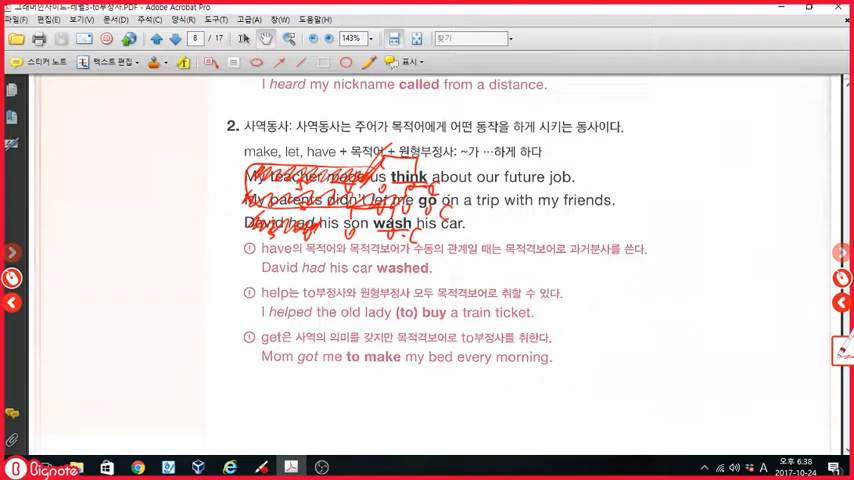 그래머인사이트-레벨3-to부정사.PDF - Adobe Acrobat Pro
파일(F) 편집(E) 보기(V) 문서(D) 주석(C) 양식(R) 도구(T) 고급(A) 창(W) 도움말(H)
8 / 17 143% 찾기
스티커 노트 텍스트 편집 표시
I heard my nickname called from a distance.
2. 사역동사: 사역동사는 주어가 목적어에게 어떤 동작을 하게 시키는 동사이다.
make, let, have + 목적어 + 원형부정사: ~가 …하게 하다
My teacher made us think about our future job.
My parents didn't let me go on a trip with my friends.
David had his son wash his car.
have의 목적어와 목적격보어가 수동의 관계일 때는 목적격보어로 과거분사를 쓴다.
David had his car washed.
help는 to부정사와 원형부정사 모두 목적격보어로 취할 수 있다.
I helped the old lady (to) buy a train ticket.
get은 사역의 의미를 갖지만 목적격보어로 to부정사를 취한다.
Mom got me to make my bed every morning.
Bignote
A 오후 6:38
2017-10-24